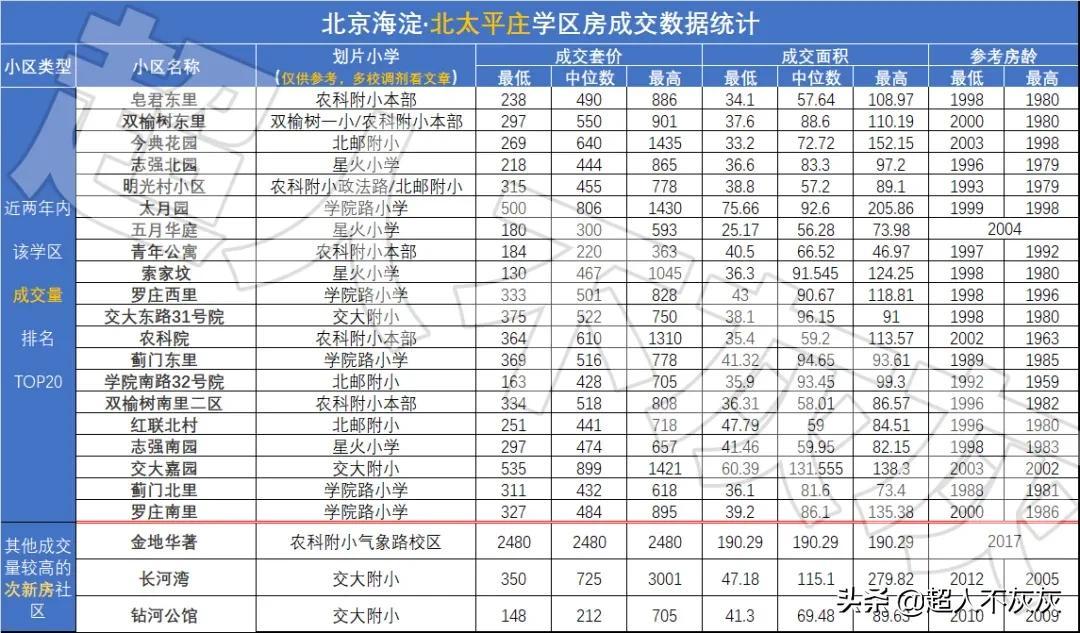 北京海淀·北太平庄学区房成交数据统计
小区类型 小区名称 划片小学 成交套价 成交面积 参考房龄
(仅供参考，多校调剂看文章) 最低 中位数 最高 最低 中位数 最高 最低 最高
近两年内
该学区
成交量
排名
TOP20
皂君东里 农科附小本部 238 490 886 34.1 57.64 108.97 1998 1980
双榆树东里 双榆树一小/农科附小本部 297 550 901 37.6 88.6 110.19 2000 1980
今典花园 北邮附小 269 640 1435 33.2 72.72 152.15 2003 1998
志强北园 星火小学 218 444 865 36.6 83.3 97.2 1996 1979
明光村小区 农科附小政法路/北邮附小 315 455 778 38.8 57.2 89.1 1993 1979
太月园 学院路小学 500 806 1430 75.66 92.6 205.86 1999 1998
五月华庭 星火小学 180 300 593 25.17 56.28 73.98 2004
青年公寓 农科附小本部 184 220 363 40.5 66.52 46.97 1997 1992
索家坟 星火小学 130 467 1045 36.3 91.545 124.25 1998 1980
罗庄西里 学院路小学 333 501 828 43 90.67 118.81 1998 1996
交大东路31号院 交大附小 375 522 750 38.1 96.15 91 1998 1980
农科院 农科附小本部 364 610 1310 35.4 59.2 113.57 2002 1963
蓟门东里 学院路小学 369 516 778 41.32 94.65 93.61 1989 1985
学院南路32号院 北邮附小 163 428 705 35.9 93.45 99.3 1992 1959
双榆树南里二区 农科附小本部 334 518 808 36.31 58.01 86.57 1996 1982
红联北村 北邮附小 251 441 718 47.79 59 84.51 1996 1980
志强南园 星火小学 297 474 657 41.46 59.95 82.15 1998 1983
交大嘉园 交大附小 535 899 1421 60.39 131.555 138.3 2003 2002
蓟门北里 学院路小学 311 432 618 36.1 81.6 73.4 1988 1981
罗庄南里 学院路小学 327 484 895 39.2 86.1 135.38 2000 1986
其他成交
量较高的
次新房社
区
金地华著 农科附小气象路校区 2480 2480 2480 190.29 190.29 190.29 2017
长河湾 交大附小 350 725 3001 47.18 115.1 279.82 2012 2005
钻河公馆 交大附小 148 212 705 41.3 69.48 89.63 2010 2009
超人不灰灰
头条 @超人不灰灰